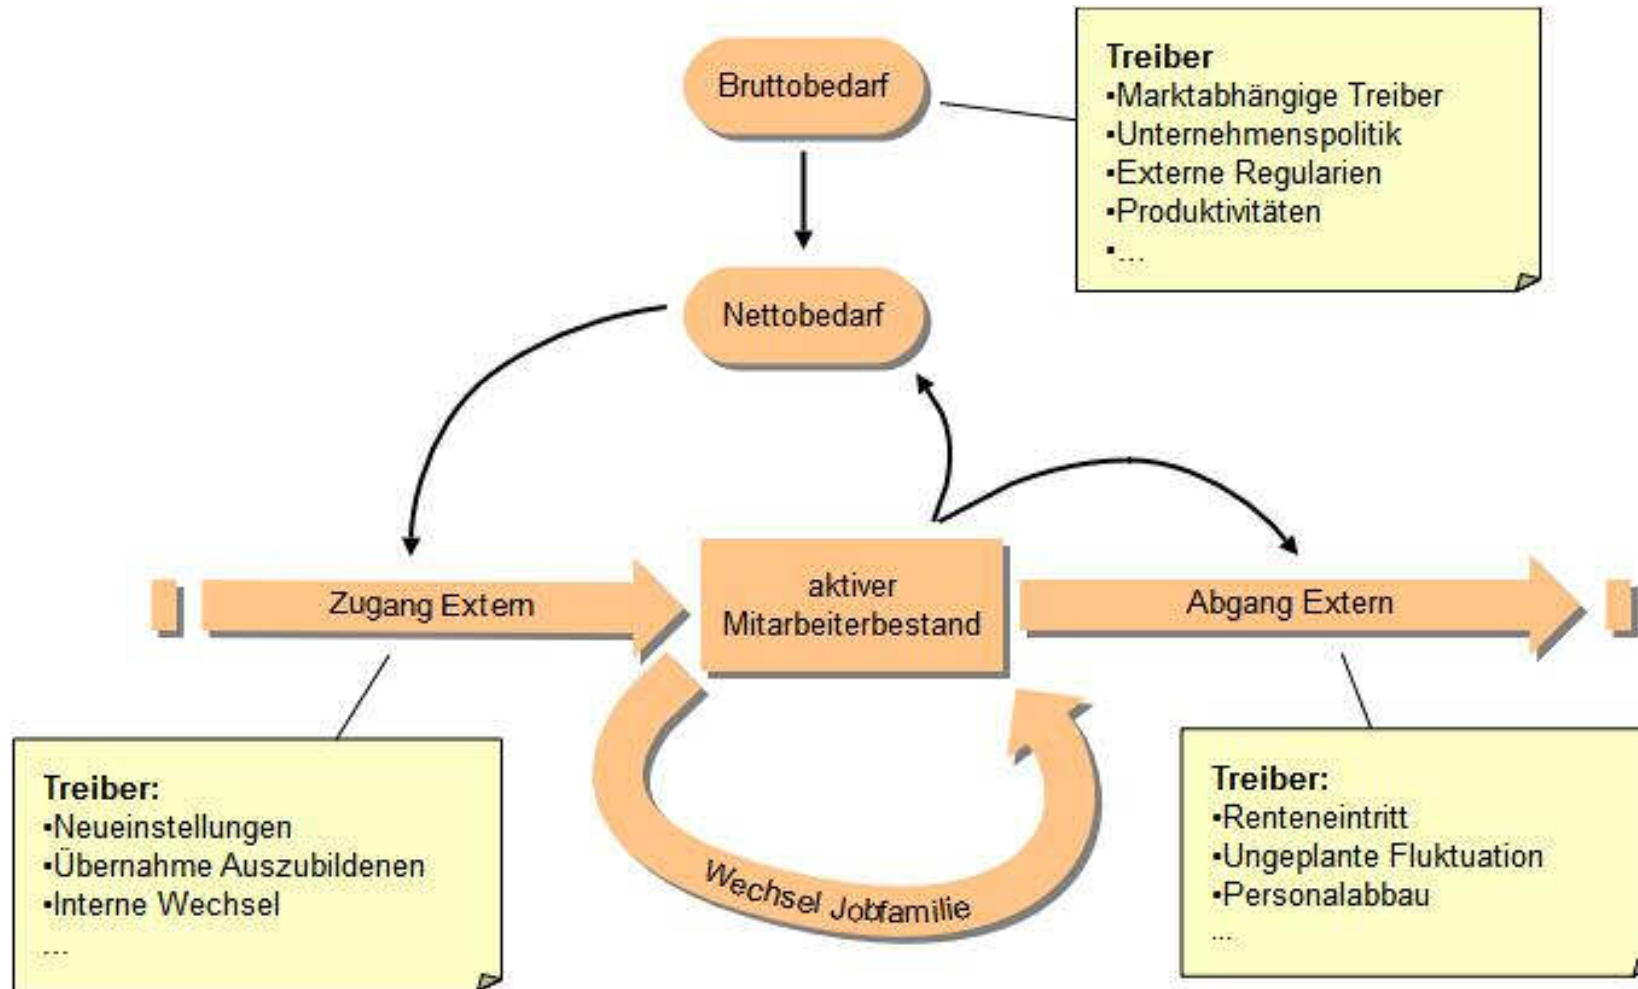 Bruttobedarf
Treiber
▪Marktabhängige Treiber
▪Unternehmenspolitik
▪Externe Regularien
▪Produktivitäten
▪...
Nettobedarf
Zugang Extern
aktiver
Mitarbeiterbestand
Abgang Extern
Wechsel Jobfamilie
Treiber:
▪Neueinstellungen
▪Übernahme Auszubildenen
▪Interne Wechsel
....
Treiber:
▪Renteneintritt
▪Ungeplante Fluktuation
▪Personalabbau
...